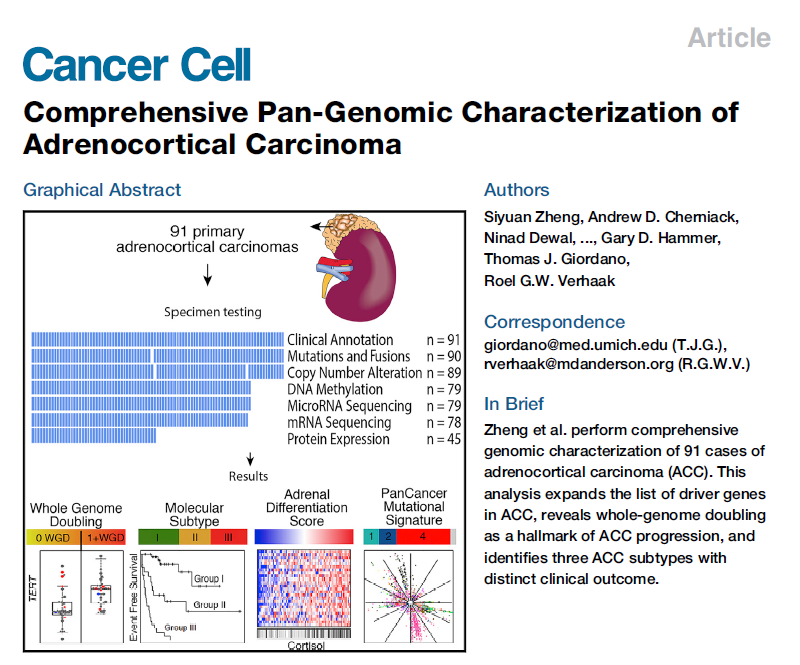 Article
Cancer Cell
Comprehensive Pan-Genomic Characterization of
Adrenocortical Carcinoma
Graphical Abstract
91 primary
adrenocortical carcinomas
Specimen testing
Clinical Annotation n = 91
Mutations and Fusions n = 90
Copy Number Alteration n = 89
DNA Methylation n = 79
MicroRNA Sequencing n = 79
mRNA Sequencing n = 78
Protein Expression n = 45
Results
Whole Genome
Doubling
0 WGD 1+WGD
TERT
Molecular
Subtype
I II III
Event Free Survival
Group I
Group II
Group III
Adrenal
Differentiation
Score
Cortisol
PanCancer
Mutational
Signature
1 2 4
Authors
Siyuan Zheng, Andrew D. Cherniack,
Ninad Dewal, ..., Gary D. Hammer,
Thomas J. Giordano,
Roel G.W. Verhaak
Correspondence
giordano@med.umich.edu (T.J.G.),
rverhaak@mdanderson.org (R.G.W.V.)
In Brief
Zheng et al. perform comprehensive
genomic characterization of 91 cases of
adrenocortical carcinoma (ACC). This
analysis expands the list of driver genes
in ACC, reveals whole-genome doubling
as a hallmark of ACC progression, and
identifies three ACC subtypes with
distinct clinical outcome.